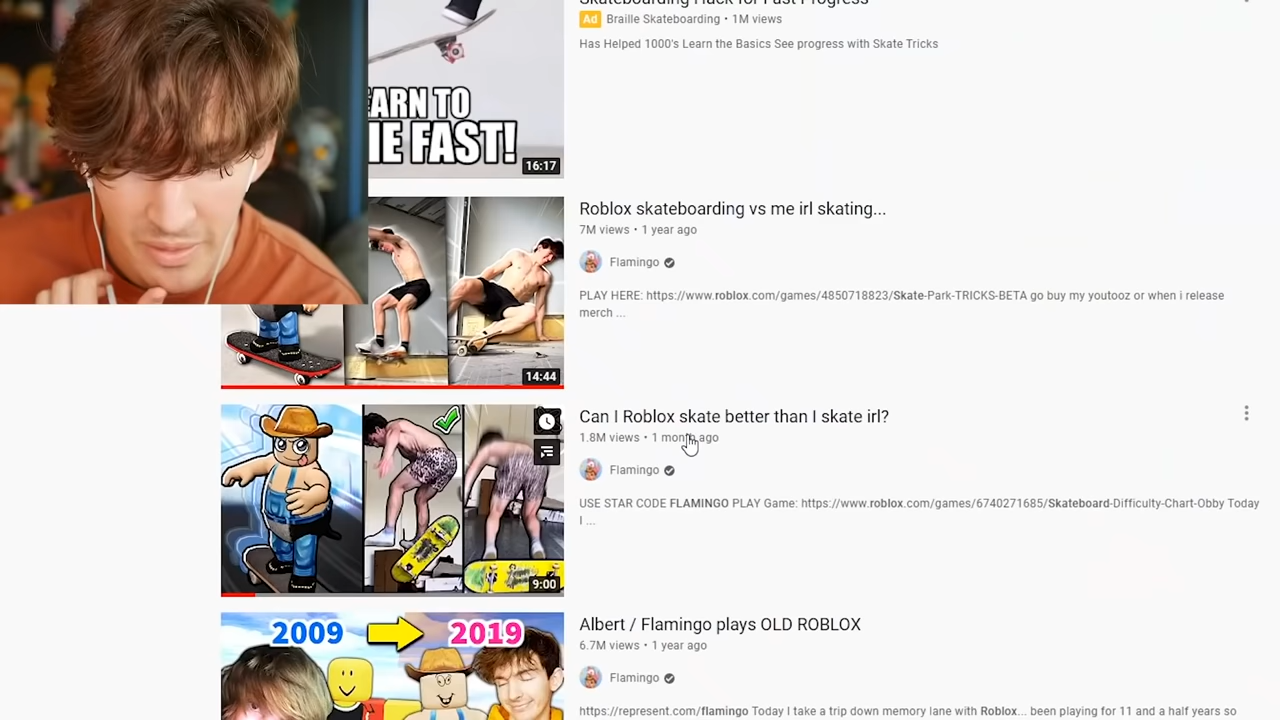 Skateboarding Hack for Fast Progress
Ad Braille Skateboarding • 1M views
Has Helped 1000's Learn the Basics See progress with Skate Tricks
EARN TO
E FAST!
16:17
Roblox skateboarding vs me irl skating...
7M views • 1 year ago
Flamingo
PLAY HERE: https://www.roblox.com/games/4850718823/Skate-Park-TRICKS-BETA go buy my youtooz or when i release
merch ...
14:44
Can I Roblox skate better than I skate irl?
1.8M views • 1 month ago
Flamingo
USE STAR CODE FLAMINGO PLAY Game: https://www.roblox.com/games/6740271685/Skateboard-Difficulty-Chart-Obby Today
I ...
9:00
2009 2019
Albert / Flamingo plays OLD ROBLOX
6.7M views • 1 year ago
Flamingo
https://represent.com/flamingo Today I take a trip down memory lane with Roblox... been playing for 11 and a half years so